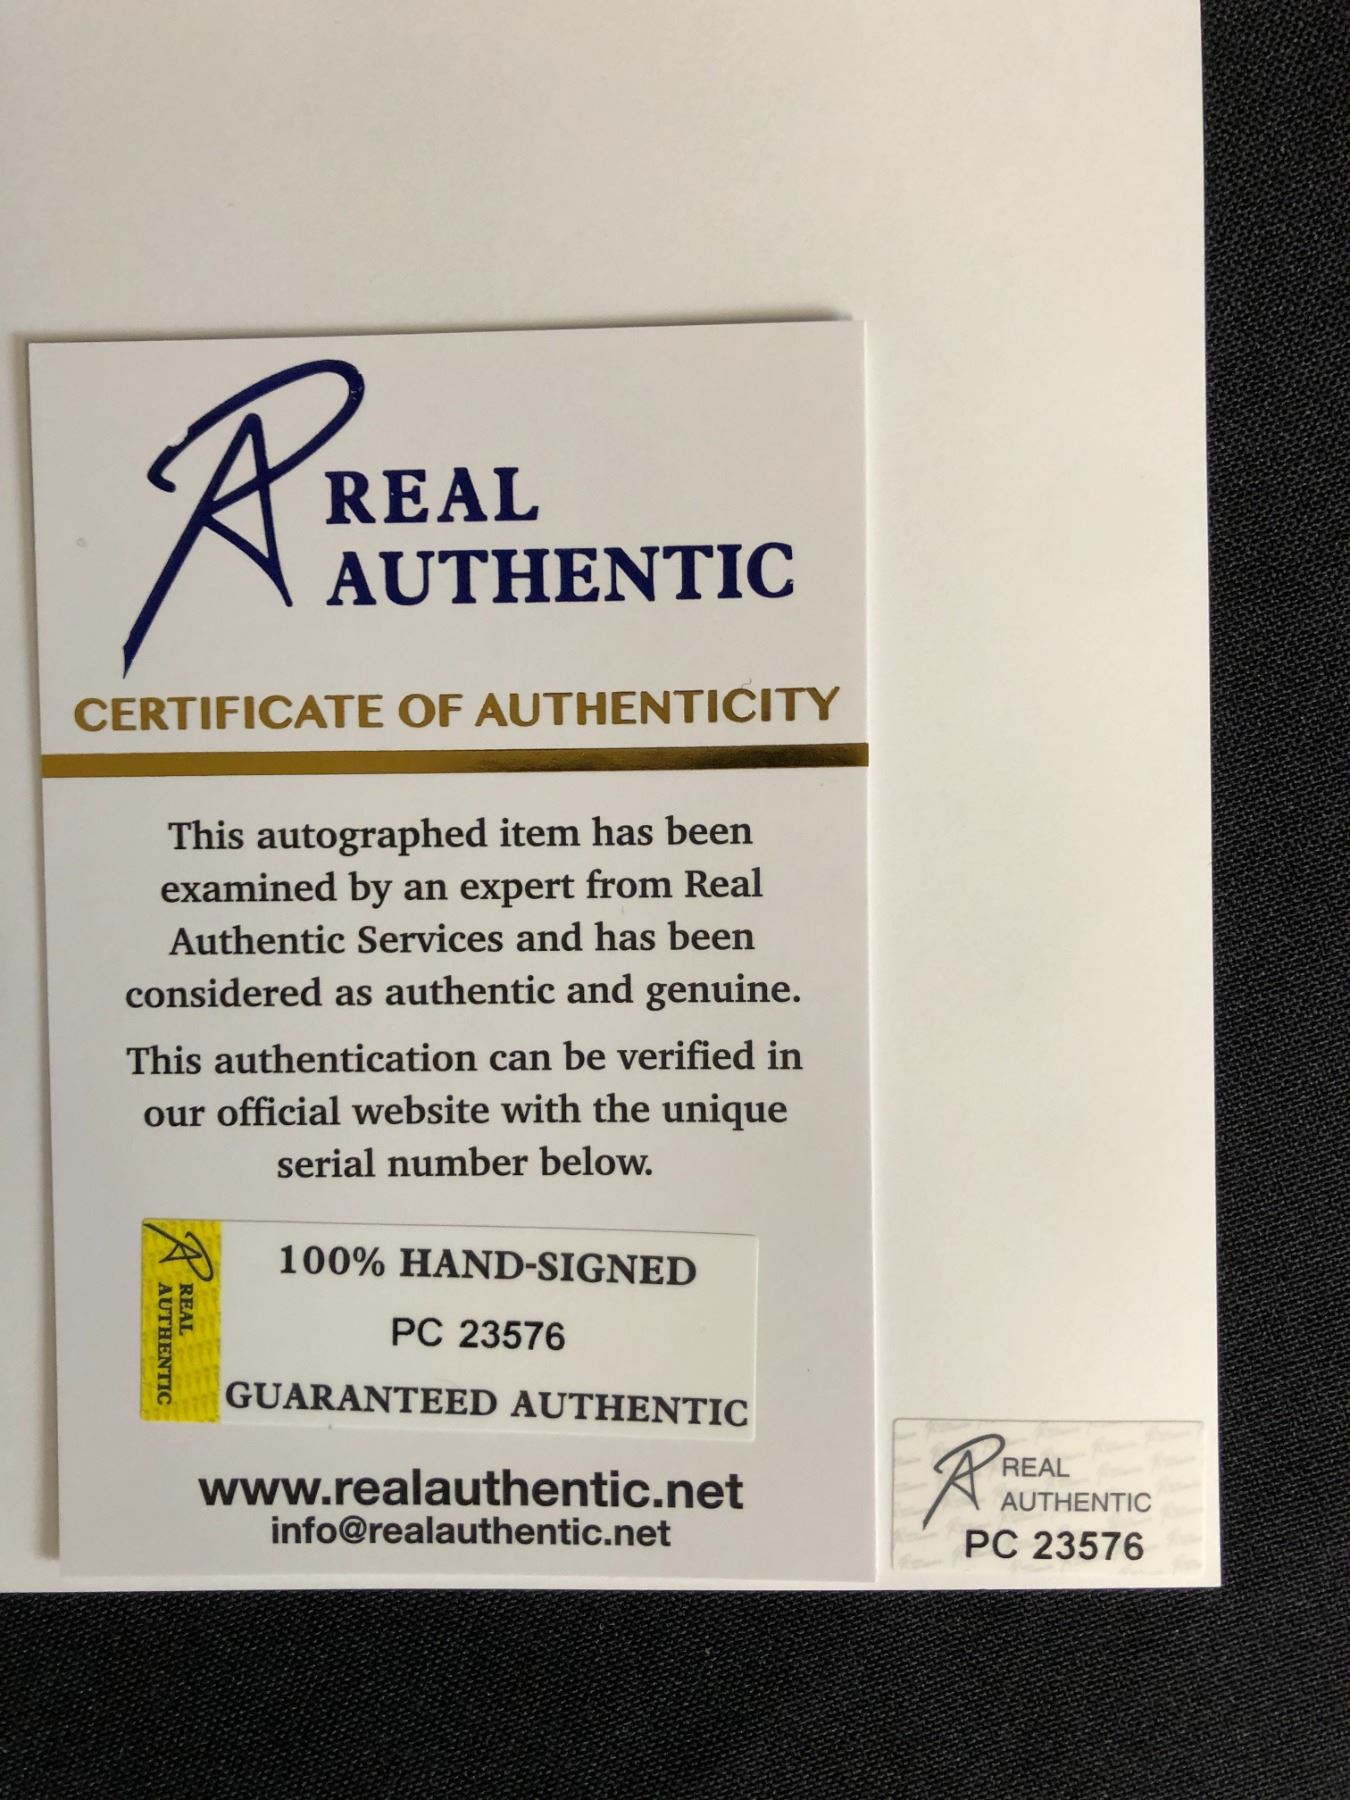 REAL
AUTHENTIC
CERTIFICATE OF AUTHENTICITY
This autographed item has been
examined by an expert from Real
Authentic Services and has been
considered as authentic and genuine.
This authentication can be verified in
our official website with the unique
serial number below.
REAL
AUTHENTIC
100% HAND-SIGNED
PC 23576
GUARANTEED AUTHENTIC
www.realauthentic.net
info@realauthentic.net
REAL
AUTHENTIC
PC 23576